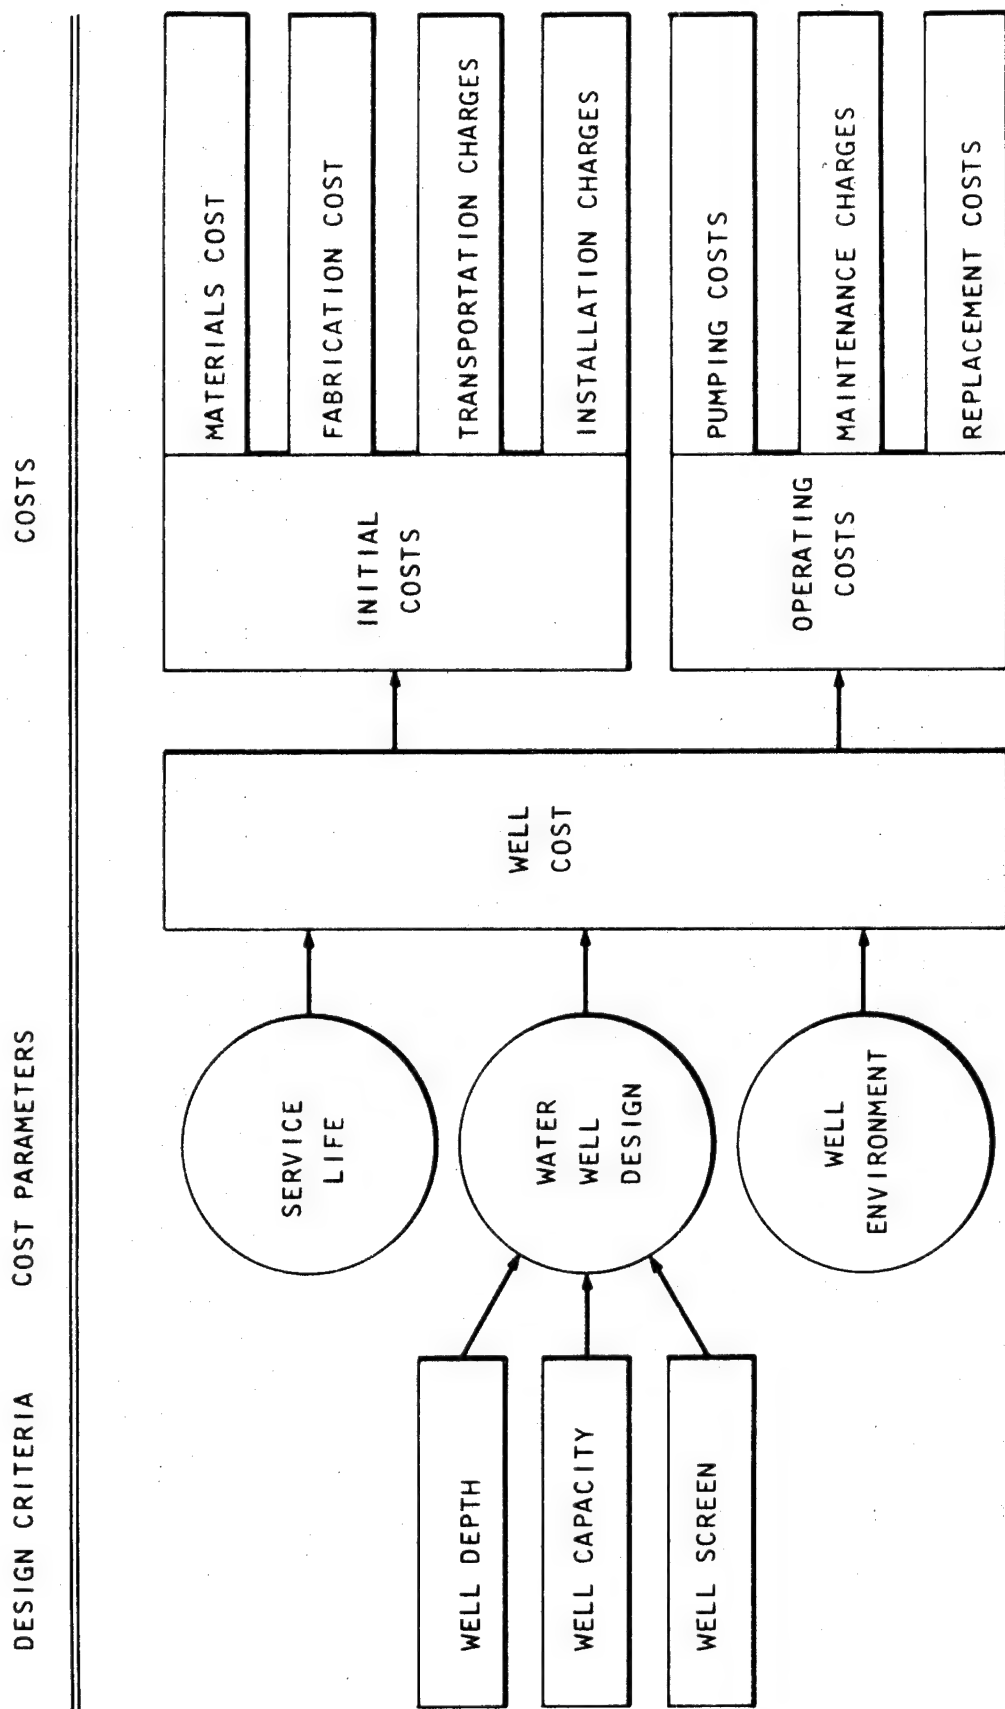 DESIGN CRITERIA
COST PARAMETERS
COSTS
WELL DEPTH
WELL CAPACITY
WELL SCREEN
SERVICE
LIFE
WATER
WELL
DESIGN
WELL
ENVIRONMENT
WELL
COST
INITIAL
COSTS
MATERIALS COST
FABRICATION COST
TRANSPORTATION CHARGES
INSTALLATION CHARGES
OPERATING
COSTS
PUMPING COSTS
MAINTENANCE CHARGES
REPLACEMENT COSTS